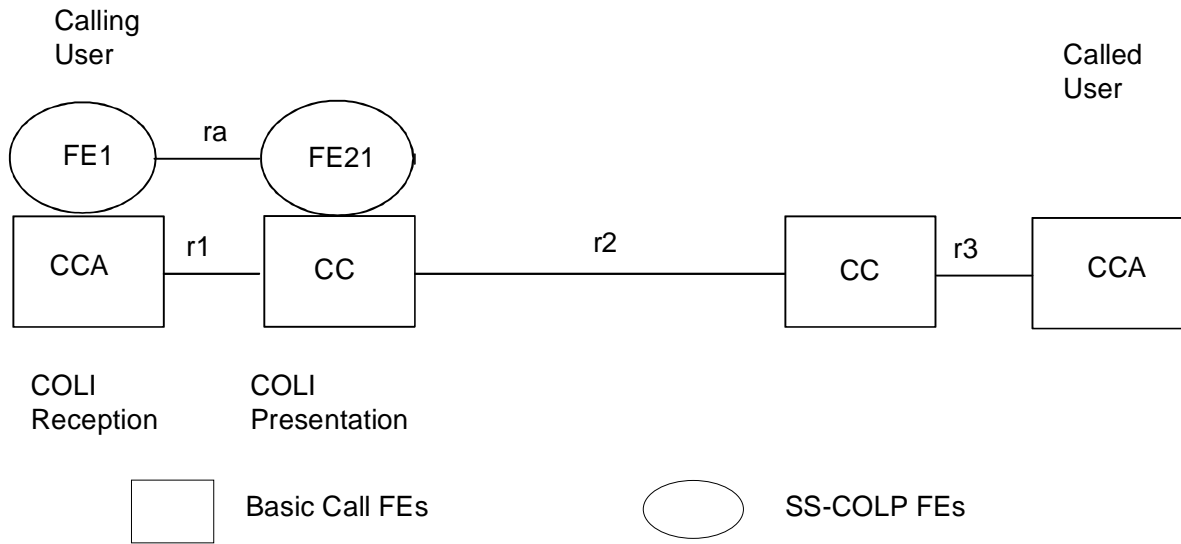 Calling
User
Called
User
ra
FE1
FE21
r1
r2
r3
CCA
CC
CC
CCA
COLI
Reception
COLI
Presentation
Basic Call FEs
SS-COLP FEs